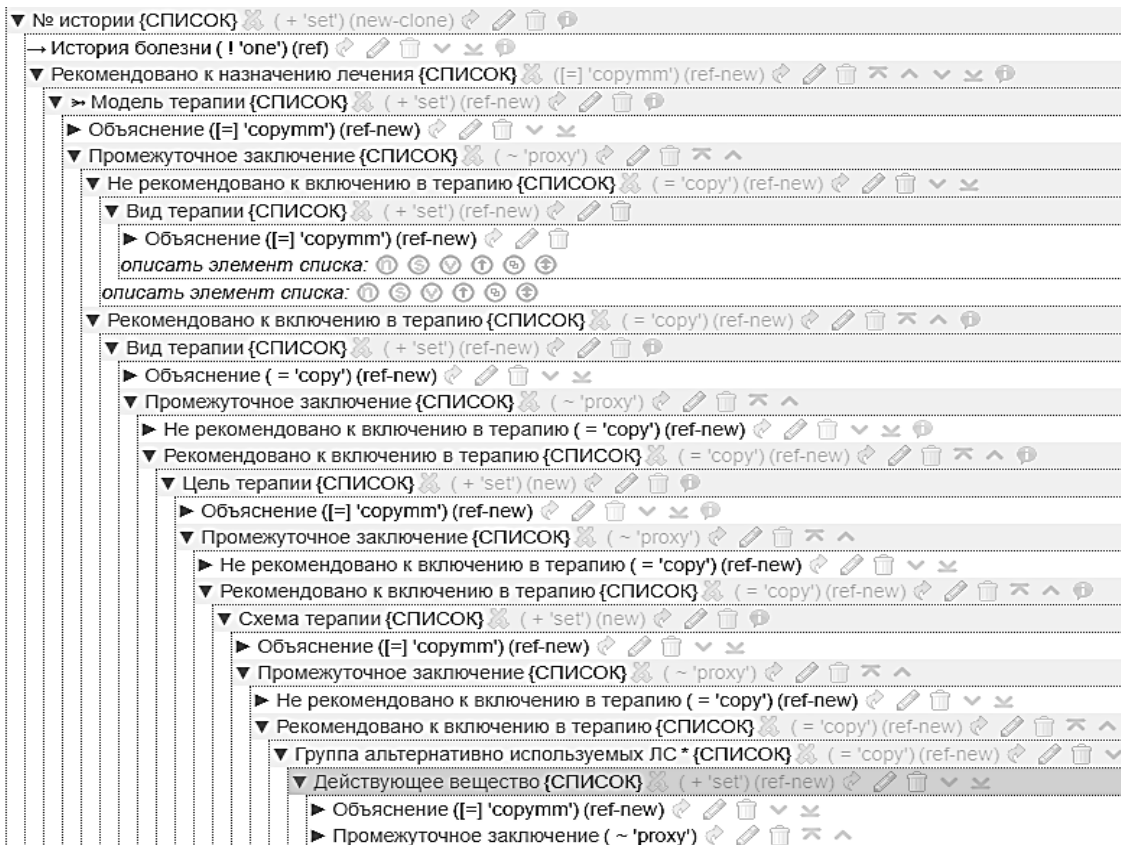 ▼ № истории {СПИСОК} ( + 'set') (new-clone)
→ История болезни ( ! 'one') (ref)
▼ Рекомендовано к назначению лечения {СПИСОК} ([=] 'copymm') (ref-new)
▼ ➳ Модель терапии {СПИСОК} ( + 'set') (ref-new)
► Объяснение ([=] 'copymm') (ref-new)
▼ Промежуточное заключение {СПИСОК} ( ~ 'proxy')
▼ Не рекомендовано к включению в терапию {СПИСОК} ( = 'copy') (ref-new)
▼ Вид терапии {СПИСОК} ( + 'set') (ref-new)
► Объяснение ([=] 'copymm') (ref-new)
описать элемент списка:
описать элемент списка:
▼ Рекомендовано к включению в терапию {СПИСОК} ( = 'copy') (ref-new)
▼ Вид терапии {СПИСОК} ( + 'set') (ref-new)
► Объяснение ( = 'copy') (ref-new)
▼ Промежуточное заключение {СПИСОК} ( ~ 'proxy')
► Не рекомендовано к включению в терапию ( = 'copy') (ref-new)
▼ Рекомендовано к включению в терапию {СПИСОК} ( = 'copy') (ref-new)
▼ Цель терапии {СПИСОК} ( + 'set') (new)
► Объяснение ([=] 'copymm') (ref-new)
▼ Промежуточное заключение {СПИСОК} ( ~ 'proxy')
► Не рекомендовано к включению в терапию ( = 'copy') (ref-new)
▼ Рекомендовано к включению в терапию {СПИСОК} ( = 'copy') (ref-new)
▼ Схема терапии {СПИСОК} ( + 'set') (new)
► Объяснение ([=] 'copymm') (ref-new)
▼ Промежуточное заключение {СПИСОК} ( ~ 'proxy')
► Не рекомендовано к включению в терапию ( = 'copy') (ref-new)
▼ Рекомендовано к включению в терапию {СПИСОК} ( = 'copy') (ref-new)
▼ Группа альтернативно используемых ЛС * {СПИСОК} ( = 'copy') (ref-new)
▼ Действующее вещество {СПИСОК} ( + 'set') (ref-new)
► Объяснение ([=] 'copymm') (ref-new)
► Промежуточное заключение ( ~ 'proxy')